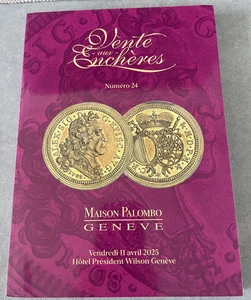 Vente
aux
Enchères
Numéro 24
MAISON PALOMBO
GENEVE
Vendredi 11 avril 2025
Hôtel Président Wilson Genève